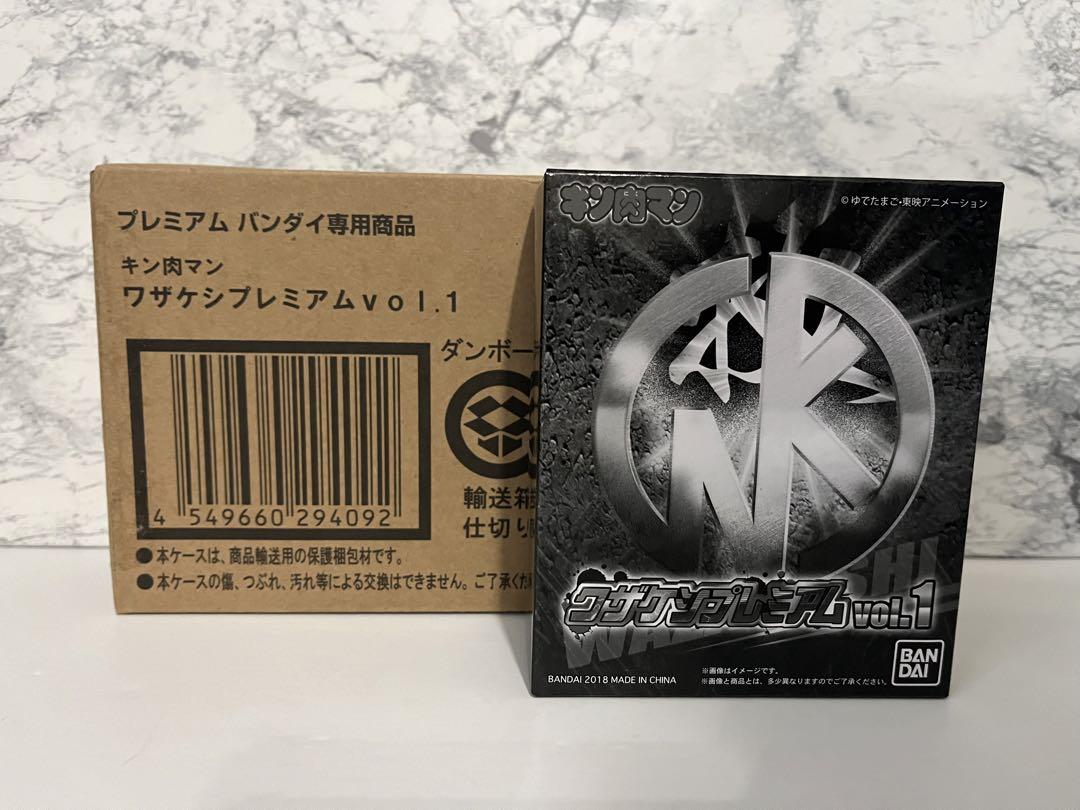 プレミアム バンダイ専用商品
キン肉マン
ワザケシプレミアムvol.1
ダンボー
4 549660 294092
輸送箱
仕切り
●本ケースは、商品輸送用の保護梱包材です。
●本ケースの傷、つぶれ、汚れ等による交換はできません。ご了承くだ
キン肉マン
©ゆでたまご・東映アニメーション
ワザケシプレミアム vol.1
BANDAI 2018 MADE IN CHINA
※画像はイメージです。
※画像と商品とは、多少異なりますのでご了承ください。
BAN
DAI